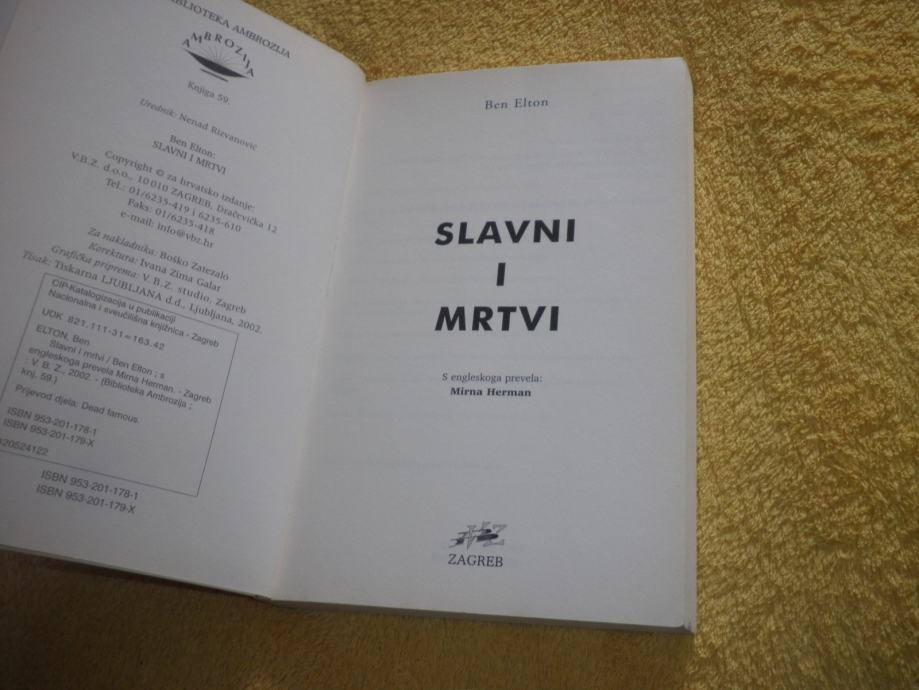 BIBLIOTEKA AMBROZIJA
AMBROZIJA
Knjiga 59.
Urednik: Nenad Rizvanović
Ben Elton:
SLAVNI I MRTVI
Copyright © za hrvatsko izdanje:
V.B.Z. d.o.o., 10 010 ZAGREB, Dračevička 12
Tel.: 01/6235-419 i 6235-610
Faks: 01/6235-418
e-mail: info@vbz.hr
Za nakladnika: Boško Zatezalo
Korektura: Ivana Zima Galar
Grafička priprema: V.B.Z. studio, Zagreb
Tisak: Tiskarna LJUBLJANA d.d., Ljubljana, 2002.
CIP-Katalogizacija u publikaciji
Nacionalna i sveučilišna knjižnica - Zagreb
UDK 821.111-31=163.42
ELTON, Ben
Slavni i mrtvi / Ben Elton ; s
engleskoga prevela Mirna Herman. - Zagreb
: V. B. Z., 2002. - (Biblioteka Ambrozija ;
knj. 59.)
Prijevod djela: Dead famous.
ISBN 953-201-178-1
ISBN 953-201-179-X
420524122
ISBN 953-201-178-1
ISBN 953-201-179-X
Ben Elton
SLAVNI
I
MRTVI
S engleskoga prevela:
Mirna Herman
VBZ
ZAGREB